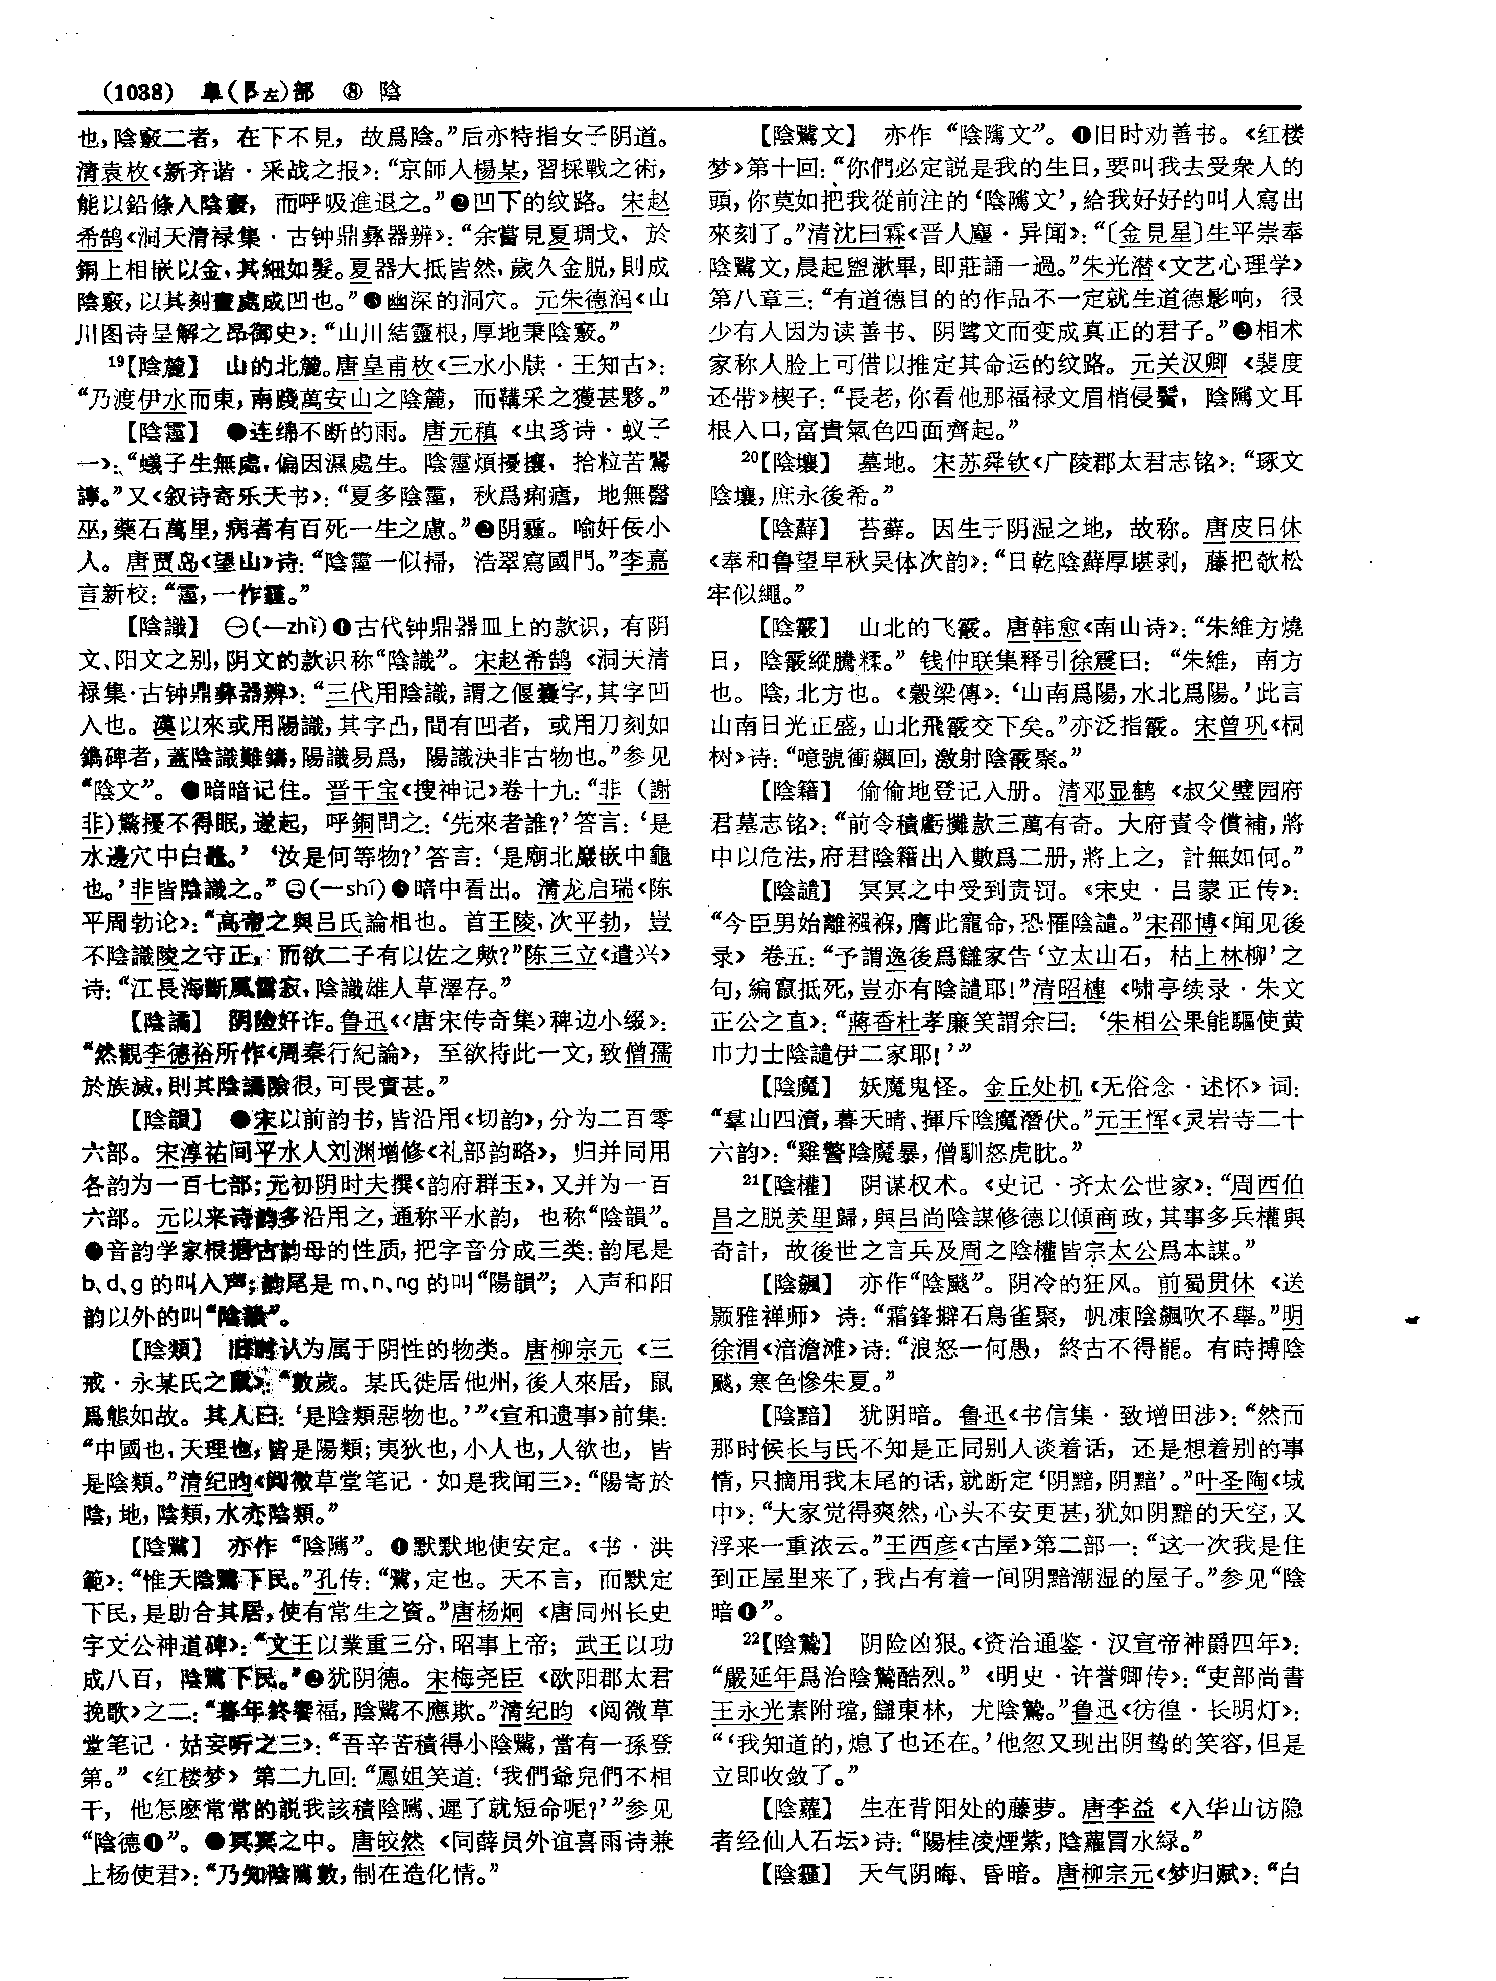 (1038) 阜(阝左)部 ⑧ 陰
也，陰竅二者，在下不見，故爲陰。”后亦特指女子阴道。
清袁枚《新齐谐·采战之报》：“京師人楊某，習採戰之術，
能以鉛條入陰竅，而呼吸進退之。”❷凹下的纹路。宋赵
希鹄《洞天清禄集·古钟鼎彝器辨》：“余嘗見夏琱戈，於
銅上相嵌以金，其細如髮。夏器大抵皆然，歲久金脱，則成
陰竅，以其刻畫處成凹也。”❸幽深的洞穴。元朱德润《山
川图诗呈解之昂御史》：“山川結靈根，厚地秉陰竅。”
19【陰麓】 山的北麓。唐皇甫枚《三水小牍·王知古》：
“乃渡伊水而東，南踐萬安山之陰麓，而鞲采之獲甚夥。”
【陰霪】 ❶连绵不断的雨。唐元稹《虫豸诗·蚁子
一》：“蟻子生無處，偏因濕處生。陰霪煩擾攘，拾粒苦嚶
諄。”又《叙诗寄乐天书》：“夏多陰霪，秋爲痢瘧，地無醫
巫，藥石萬里，病者有百死一生之慮。”❷阴霾。喻奸佞小
人。唐贾岛《望山》诗：“陰霪一似掃，浩翠寫國門。”李嘉
言新校：“霪，一作霾。”
【陰識】 ㊀(—zhì)❶古代钟鼎器皿上的款识，有阴
文、阳文之别，阴文的款识称“陰識”。宋赵希鹄《洞天清
禄集·古钟鼎彝器辨》：“三代用陰識，謂之偃囊字，其字凹
入也。漢以來或用陽識，其字凸，間有凹者，或用刀刻如
鐫碑者，蓋陰識難鑄，陽識易爲，陽識決非古物也。”参见
“陰文”。❷暗暗记住。晋干宝《搜神记》卷十九：“非（謝
非）驚擾不得眠，遂起，呼銅問之：‘先來者誰？’答言：‘是
水邊穴中白鼉。’‘汝是何等物？’答言：‘是廟北巖嵌中龜
也。’非皆陰識之。”㊁(—shí)❶暗中看出。清龙启瑞《陈
平周勃论》：“高帝之與吕氏論相也。首王陵，次平勃，豈
不陰識陵之守正，而欲二子有以佐之歟？”陈三立《遣兴》
诗：“江長海斷風雷寂，陰識雄人草澤存。”
【陰譎】 阴险奸诈。鲁迅《〈唐宋传奇集〉稗边小缀》：
“然觀李德裕所作《周秦行紀論》，至欲持此一文，致僧孺
於族滅，則其陰譎險很，可畏實甚。”
【陰韻】 ❶宋以前韵书，皆沿用《切韵》，分为二百零
六部。宋淳祐间平水人刘渊增修《礼部韵略》，归并同用
各韵为一百七部；元初阴时夫撰《韵府群玉》，又并为一百
六部。元以来诗韵多沿用之，通称平水韵，也称“陰韻”。
❷音韵学家根据古韵母的性质，把字音分成三类：韵尾是
b、d、g的叫入声；韵尾是m、n、ng的叫“陽韻”；入声和阳
韵以外的叫“陰韻”。
【陰類】 旧时认为属于阴性的物类。唐柳宗元《三
戒·永某氏之鼠》：“數歲。某氏徙居他州，後人來居，鼠
爲態如故。其人曰：‘是陰類惡物也。’”《宣和遗事》前集：
“中國也，天理也，皆是陽類；夷狄也，小人也，人欲也，皆
是陰類。”清纪昀《阅微草堂笔记·如是我闻三》：“陽寄於
陰，地，陰類，水亦陰類。”
【陰騭】 亦作“陰隲”。❶默默地使安定。《书·洪
範》：“惟天陰騭下民。”孔传：“騭，定也。天不言，而默定
下民，是助合其居，使有常生之資。”唐杨炯《唐同州长史
宇文公神道碑》：“文王以業重三分，昭事上帝；武王以功
成八百，陰騭下民。”❷犹阴德。宋梅尧臣《欧阳郡太君
挽歌》之二：“暮年終饗福，陰騭不應欺。”清纪昀《阅微草
堂笔记·姑妄听之三》：“吾辛苦積得小陰騭，當有一孫登
第。”《红楼梦》第二九回：“鳳姐笑道：‘我們爺兒們不相
干，他怎麽常常的説我該積陰隲、遲了就短命呢？’”参见
“陰德❶”。❸冥冥之中。唐皎然《同薛员外谊喜雨诗兼
上杨使君》：“乃知陰隲數，制在造化情。”
【陰騭文】 亦作“陰隲文”。❶旧时劝善书。《红楼
梦》第十回：“你們必定説是我的生日，要叫我去受衆人的
頭，你莫如把我從前注的‘陰隲文’，給我好好的叫人寫出
來刻了。”清沈曰霖《晋人麈·异闻》：“〔金見星〕生平崇奉
陰騭文，晨起盥漱畢，即莊誦一過。”朱光潜《文艺心理学》
第八章三：“有道德目的的作品不一定就生道德影响，很
少有人因为读善书、阴骘文而变成真正的君子。”❷相术
家称人脸上可借以推定其命运的纹路。元关汉卿《裴度
还带》楔子：“長老，你看他那福禄文眉梢侵鬢，陰隲文耳
根入口，富貴氣色四面齊起。”
20【陰壤】 墓地。宋苏舜钦《广陵郡太君志铭》：“琢文
陰壤，庶永後希。”
【陰蘚】 苔藓。因生于阴湿之地，故称。唐皮日休
《奉和鲁望早秋吴体次韵》：“日乾陰蘚厚堪剥，藤把欹松
牢似繩。”
【陰霰】 山北的飞霰。唐韩愈《南山诗》：“朱維方燒
日，陰霰縱騰糅。”钱仲联集释引徐震曰：“朱維，南方
也。陰，北方也。《穀梁傳》：‘山南爲陽，水北爲陽。’此言
山南日光正盛，山北飛霰交下矣。”亦泛指霰。宋曾巩《桐
树》诗：“噫號衝飆回，激射陰霰聚。”
【陰籍】 偷偷地登记入册。清邓显鹤《叔父璧园府
君墓志铭》：“前令積虧攤款三萬有奇。大府責令償補，將
中以危法，府君陰籍出入數爲二册，將上之，計無如何。”
【陰譴】 冥冥之中受到责罚。《宋史·吕蒙正传》：
“今臣男始離襁褓，膺此寵命，恐罹陰譴。”宋邵博《闻见後
录》卷五：“予謂逸後爲讎家告‘立太山石，枯上林柳’之
句，編竄抵死，豈亦有陰譴耶！”清昭槤《啸亭续录·朱文
正公之直》：“蔣香杜孝廉笑謂余曰：‘朱相公果能驅使黄
巾力士陰譴伊二家耶！’”
【陰魔】 妖魔鬼怪。金丘处机《无俗念·述怀》词：
“羣山四瀆，暮天晴、揮斥陰魔潛伏。”元王恽《灵岩寺二十
六韵》：“雞警陰魔暴，僧馴怒虎眈。”
21【陰權】 阴谋权术。《史记·齐太公世家》：“周西伯
昌之脱羑里歸，與吕尚陰謀修德以傾商政，其事多兵權與
奇計，故後世之言兵及周之陰權皆宗太公爲本謀。”
【陰飆】 亦作“陰飈”。阴冷的狂风。前蜀贯休《送
颢雅禅师》诗：“霜鋒擗石鳥雀聚，帆凍陰飆吹不舉。”明
徐渭《涪澹滩》诗：“浪怒一何愚，終古不得罷。有時搏陰
飈，寒色慘朱夏。”
【陰黯】 犹阴暗。鲁迅《书信集·致增田涉》：“然而
那时候长与氏不知是正同别人谈着话，还是想着别的事
情，只摘用我末尾的话，就断定‘阴黯，阴黯’。”叶圣陶《城
中》：“大家觉得爽然，心头不安更甚，犹如阴黯的天空，又
浮来一重浓云。”王西彦《古屋》第二部一：“这一次我是住
到正屋里来了，我占有着一间阴黯潮湿的屋子。”参见“陰
暗❶”。
22【陰鷙】 阴险凶狠。《资治通鉴·汉宣帝神爵四年》：
“嚴延年爲治陰鷙酷烈。”《明史·许誉卿传》：“吏部尚書
王永光素附璫，讎東林，尤陰鷙。”鲁迅《彷徨·长明灯》：
“‘我知道的，熄了也还在。’他忽又现出阴鸷的笑容，但是
立即收敛了。”
【陰蘿】 生在背阳处的藤萝。唐李益《入华山访隐
者经仙人石坛》诗：“陽桂凌煙紫，陰蘿冒水緑。”
【陰霾】 天气阴晦、昏暗。唐柳宗元《梦归赋》：“白